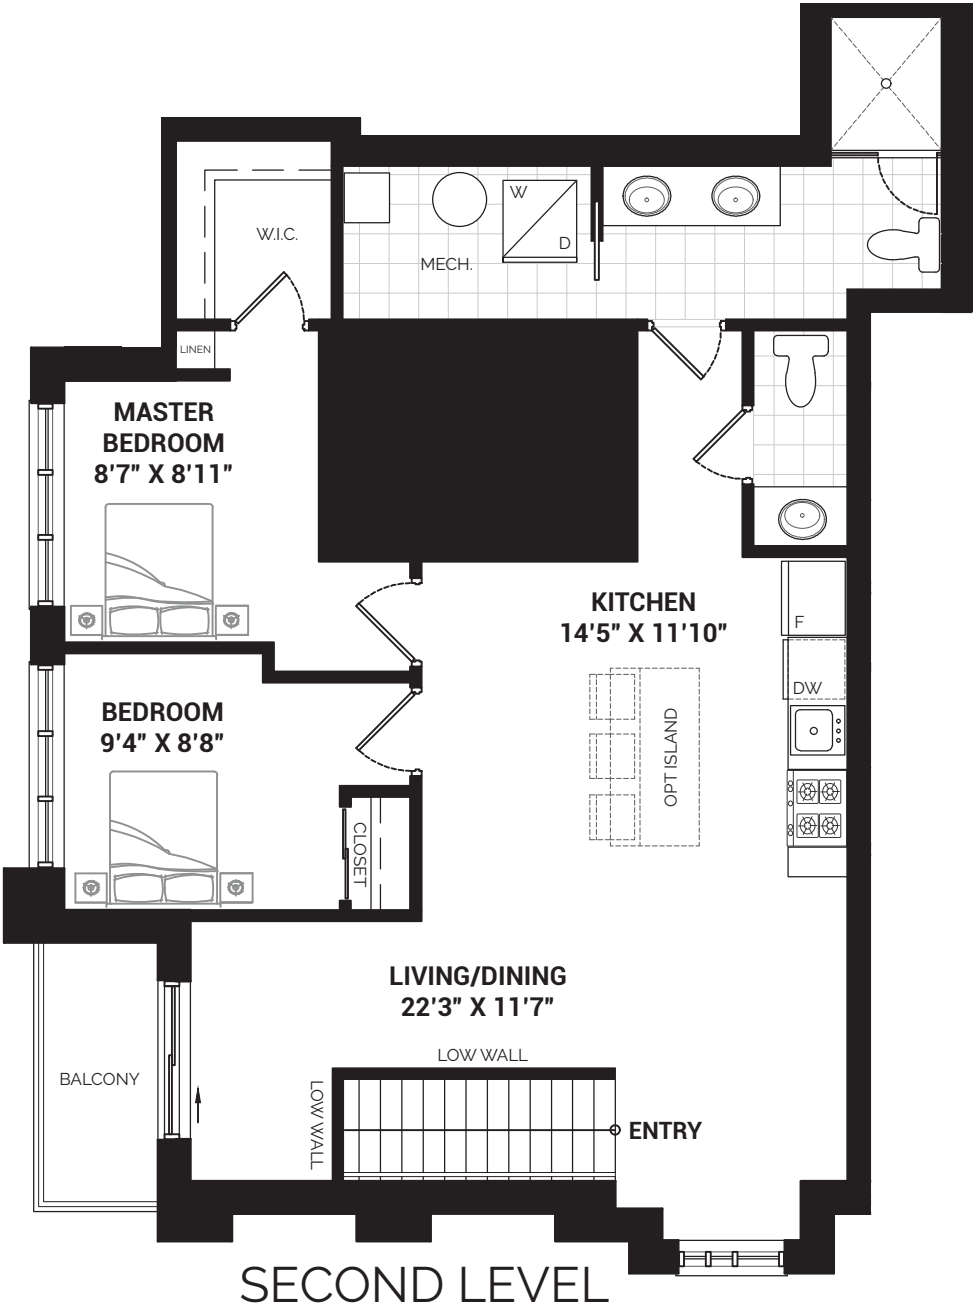 W.I.C.
W
D
MECH.
LINEN
MASTER
BEDROOM
8'7" X 8'11"
KITCHEN
14'5" X 11'10"
F
DW
OPT ISLAND
BEDROOM
9'4" X 8'8"
CLOSET
LIVING/DINING
22'3" X 11'7"
LOW WALL
BALCONY
LOW WALL
ENTRY
SECOND LEVEL